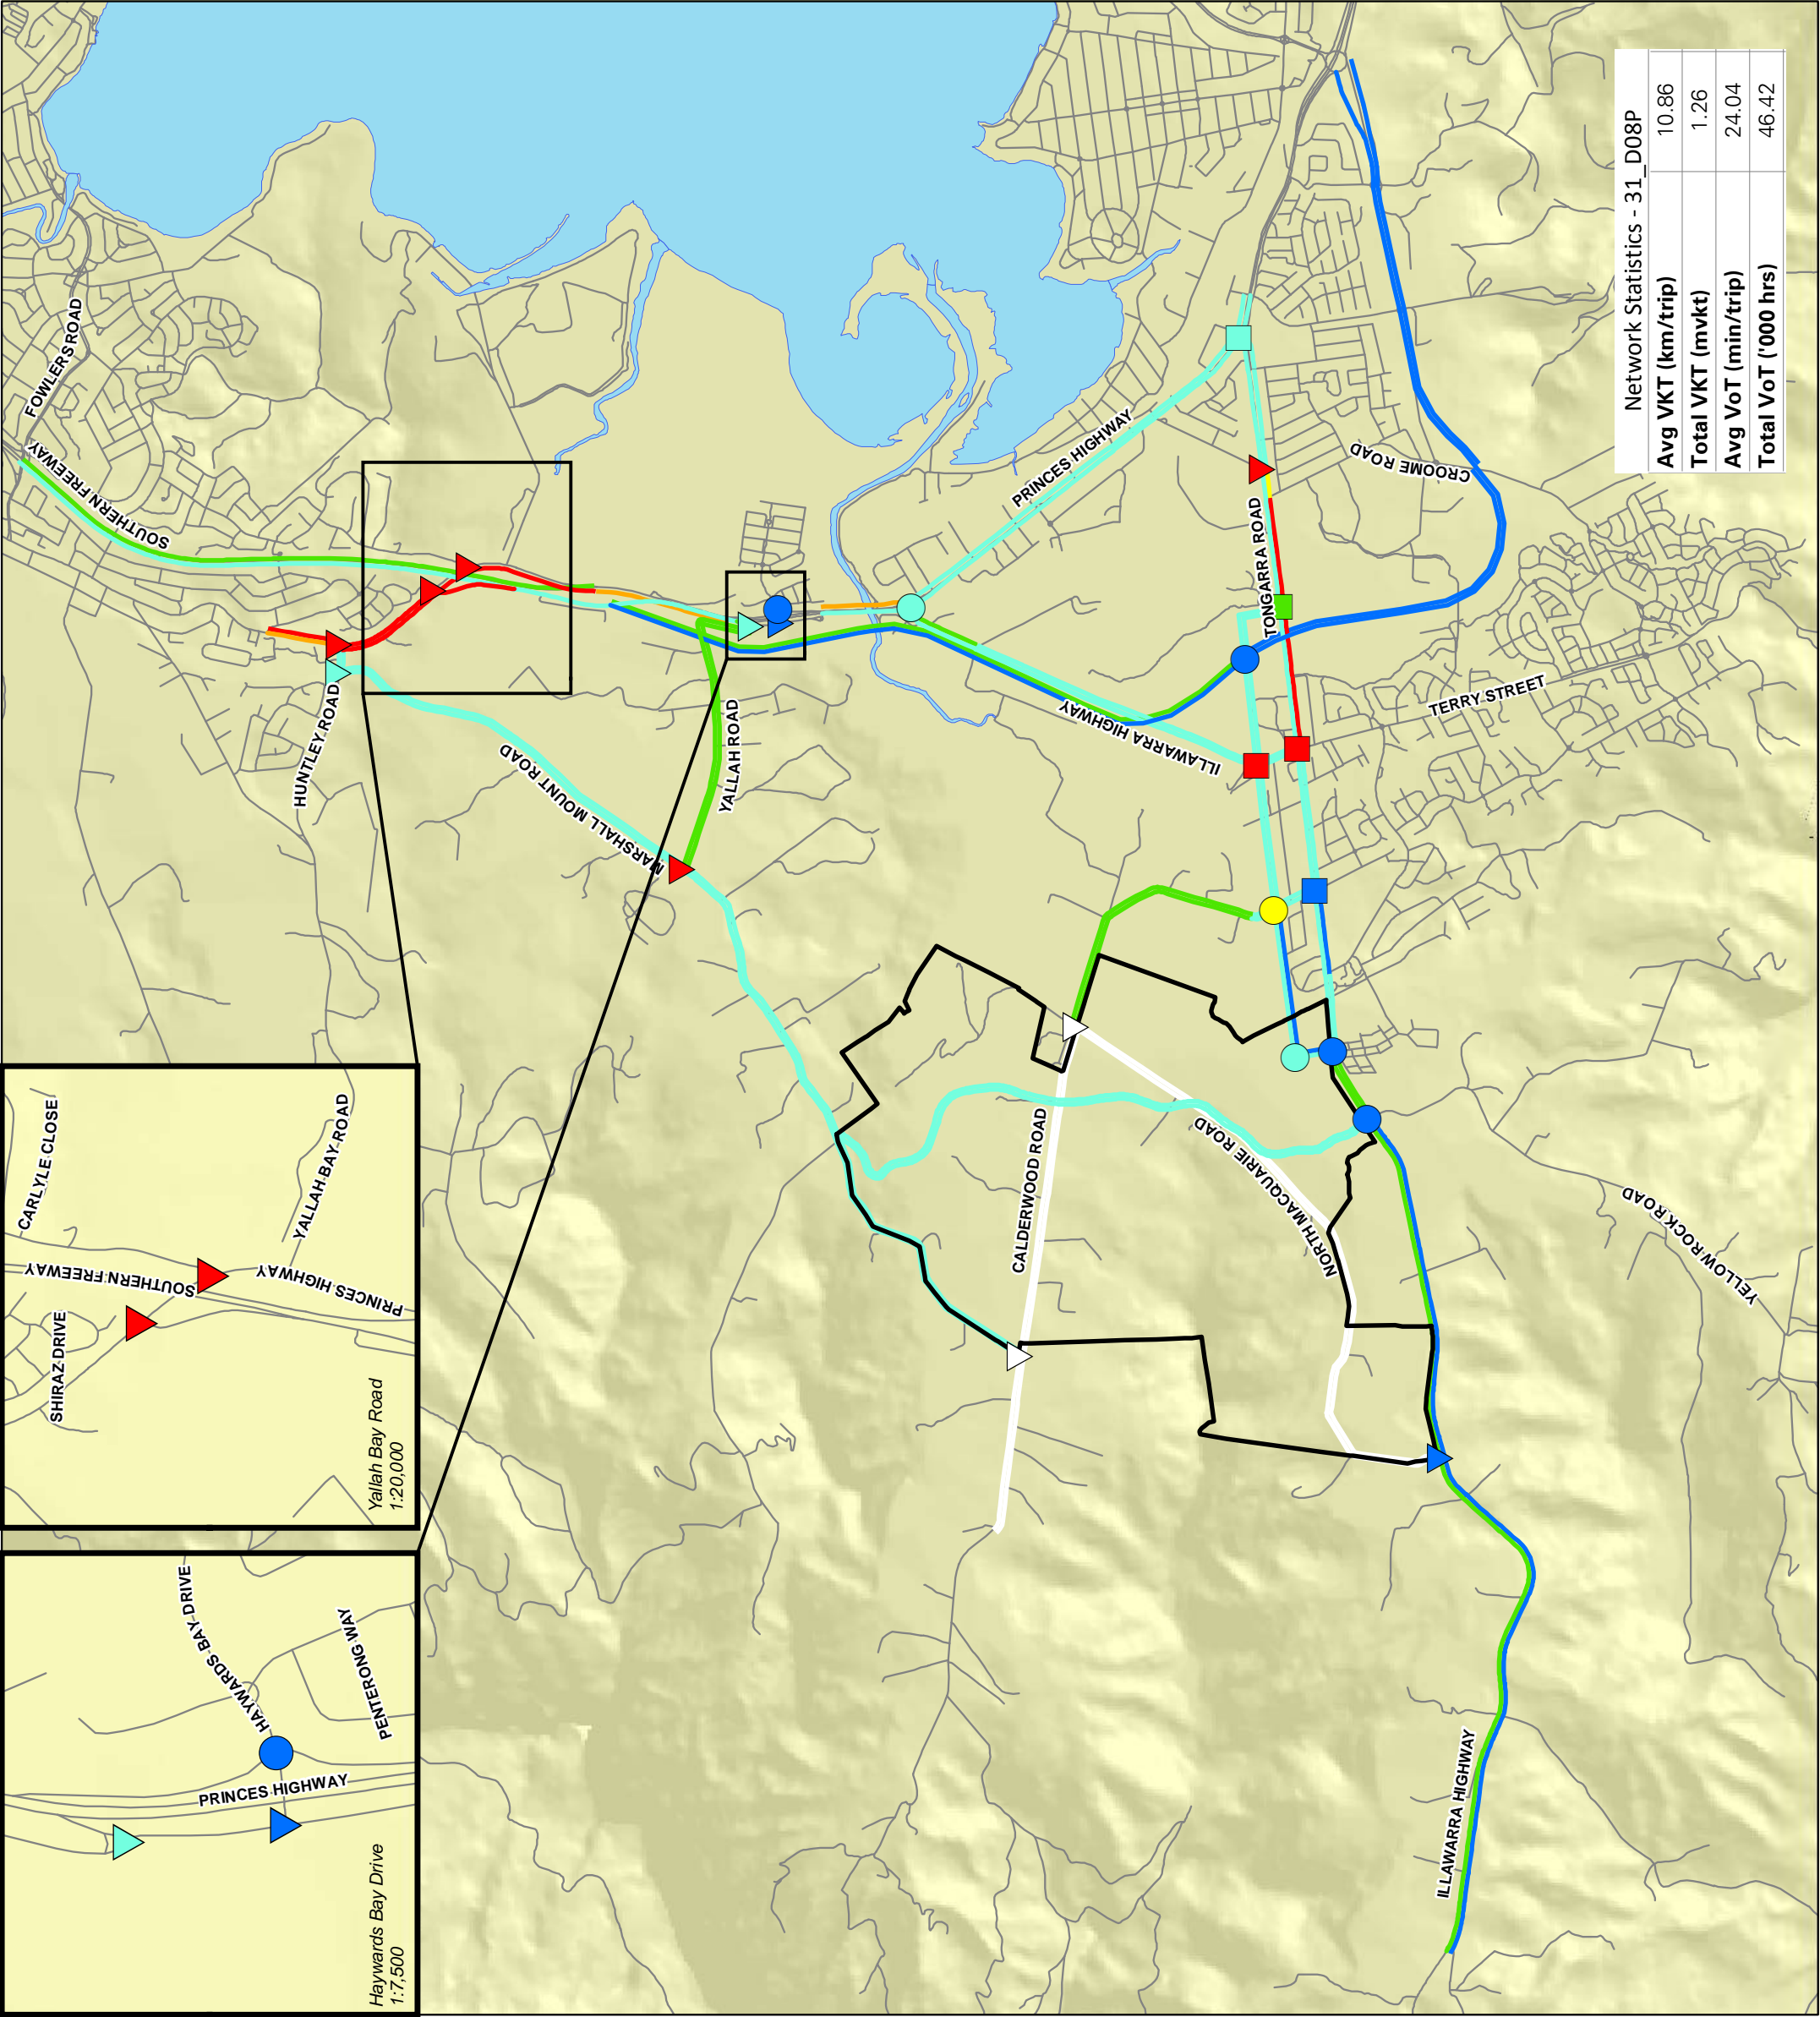 Haywards Bay Drive
1:7,500
HAYWARDS BAY DRIVE
PENTERONG WAY
PRINCES HIGHWAY
Yallah Bay Road
1:20,000
CARLYLE CLOSE
SHIRAZ DRIVE
SOUTHERN FREEWAY
PRINCES HIGHWAY
YALLAH BAY ROAD
FOWLERS ROAD
SOUTHERN FREEWAY
HUNTLEY ROAD
MARSHALL MOUNT ROAD
YALLAH ROAD
PRINCES HIGHWAY
ILLAWARRA HIGHWAY
TONGARRA ROAD
CROOME ROAD
TERRY STREET
CALDERWOOD ROAD
NORTH MACQUARIE ROAD
YELLOW ROCK ROAD
ILLAWARRA HIGHWAY
Network Statistics - 31_D08P
Avg VKT (km/trip) 10.86
Total VKT (mvkt) 1.26
Avg VoT (min/trip) 24.04
Total VoT ('000 hrs) 46.42